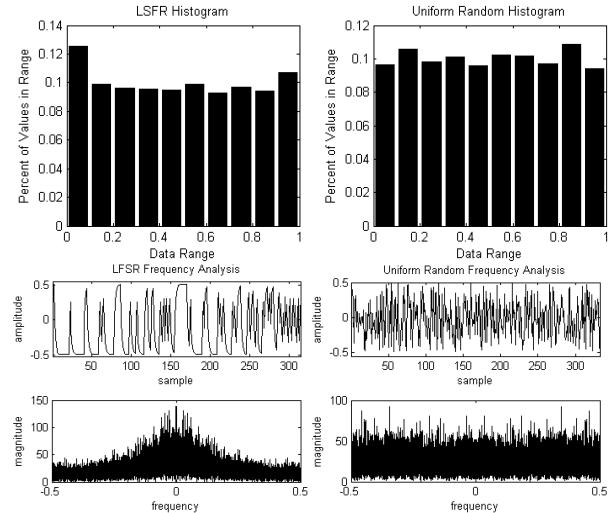 LSFR Histogram
Uniform Random Histogram
Percent of Values in Range
0.14
0.12
0.1
0.08
0.06
0.04
0.02
0
0 0.2 0.4 0.6 0.8 1
Data Range
Percent of Values in Range
0.12
0.1
0.08
0.06
0.04
0.02
0
0 0.2 0.4 0.6 0.8 1
Data Range
LFSR Frequency Analysis
amplitude
0.5
0
-0.5
50 100 150 200 250 300
sample
Uniform Random Frequency Analysis
amplitude
0.5
0
-0.5
50 100 150 200 250 300
sample
magnitude
150
100
50
0
-0.5 0 0.5
frequency
magnitude
100
50
0
-0.5 0 0.5
frequency